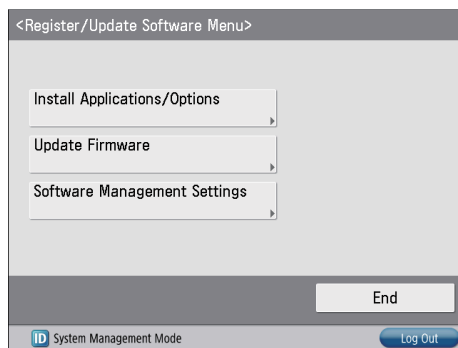 <Register/Update Software Menu>
Install Applications/Options
Update Firmware
Software Management Settings
End
ID System Management Mode
Log Out